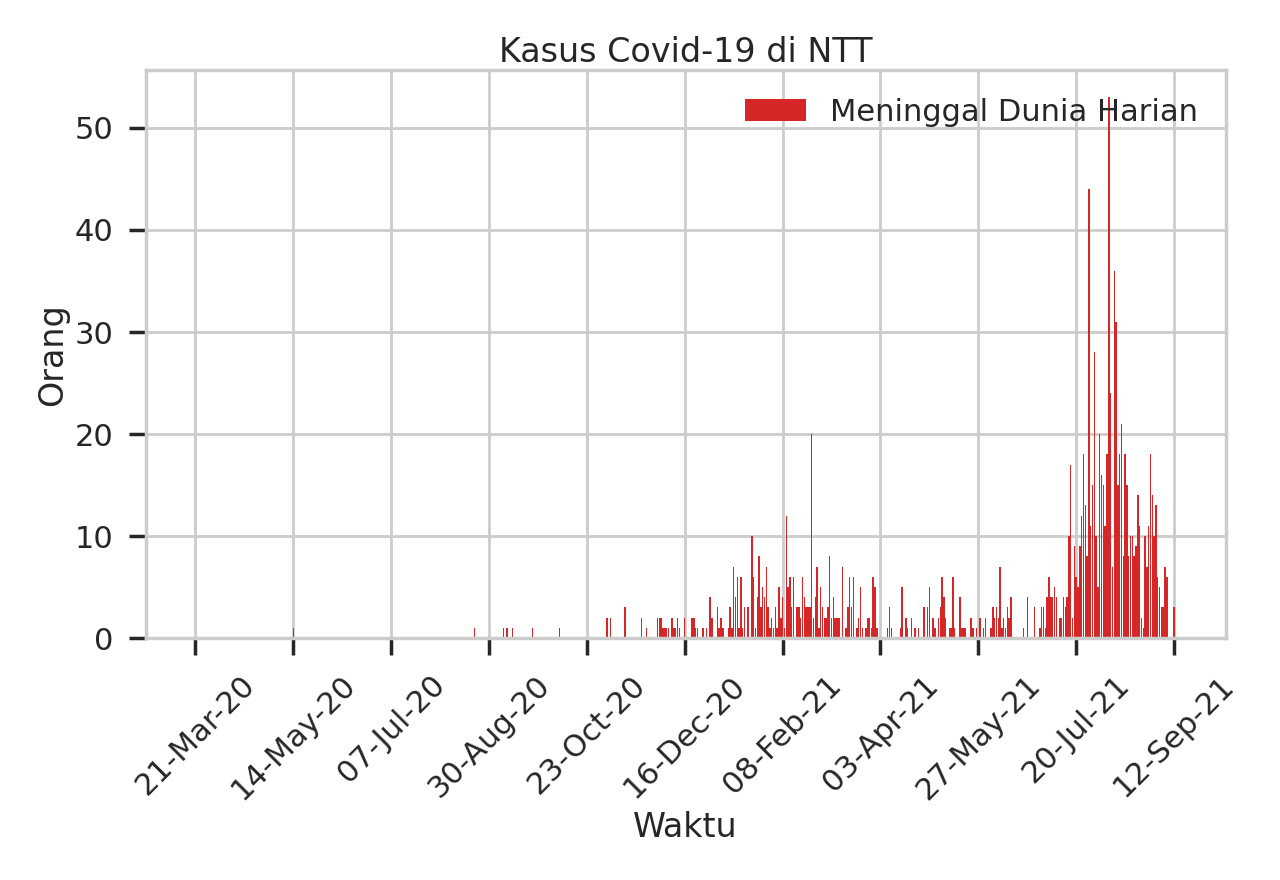 Kasus Covid-19 di NTT
Meninggal Dunia Harian
50
40
30
20
10
0
Orang
21-Mar-20
14-May-20
07-Jul-20
30-Aug-20
23-Oct-20
16-Dec-20
08-Feb-21
03-Apr-21
27-May-21
20-Jul-21
12-Sep-21
Waktu